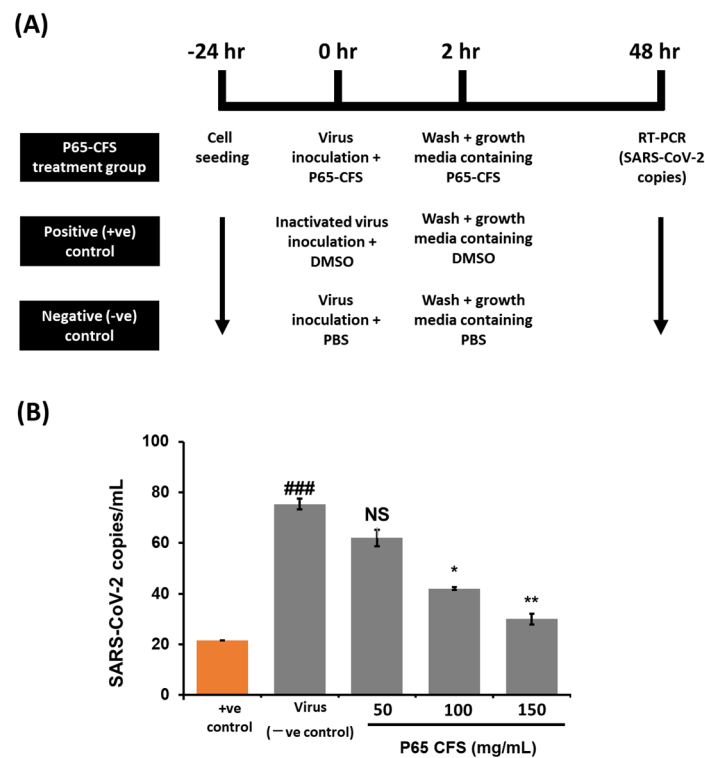 (A)
-24 hr 0 hr 2 hr 48 hr
P65-CFS
treatment group
Cell
seeding
Virus
inoculation +
P65-CFS
Wash + growth
media containing
P65-CFS
RT-PCR
(SARS-CoV-2
copies)
Positive (+ve)
control
Inactivated virus
inoculation +
DMSO
Wash + growth
media containing
DMSO
Negative (-ve)
control
Virus
inoculation +
PBS
Wash + growth
media containing
PBS
(B)
SARS-CoV-2 copies/mL
100
80
60
40
20
0
###
NS
*
**
+ve
control
Virus
(−ve control)
50 100 150
P65 CFS (mg/mL)